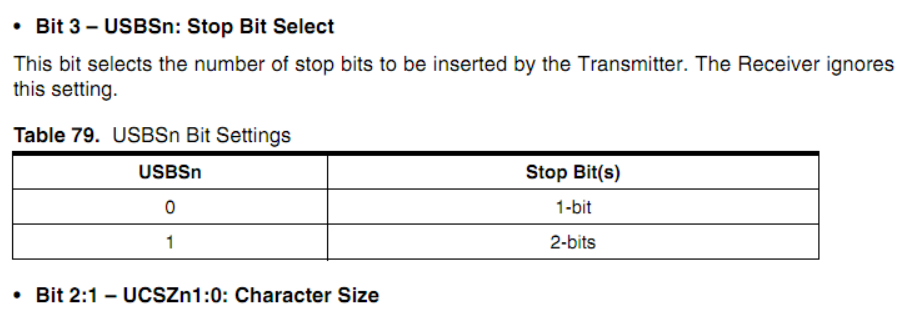 • Bit 3 – USBSn: Stop Bit Select
This bit selects the number of stop bits to be inserted by the Transmitter. The Receiver ignores
this setting.
Table 79. USBSn Bit Settings
USBSn Stop Bit(s)
0 1-bit
1 2-bits
• Bit 2:1 – UCSZn1:0: Character Size